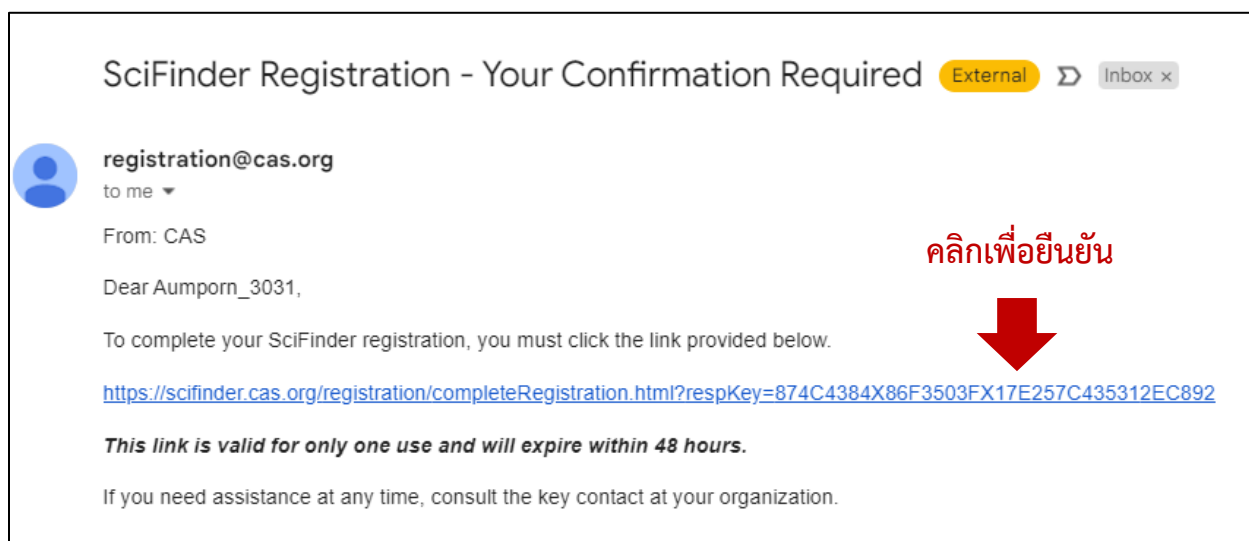 SciFinder Registration - Your Confirmation Required External Inbox ×
registration@cas.org
to me
From: CAS
คลิกเพื่อยืนยัน
Dear Aumporn_3031,
To complete your SciFinder registration, you must click the link provided below.
https://scifinder.cas.org/registration/completeRegistration.html?respKey=874C4384X86F3503FX17E257C435312EC892
This link is valid for only one use and will expire within 48 hours.
If you need assistance at any time, consult the key contact at your organization.